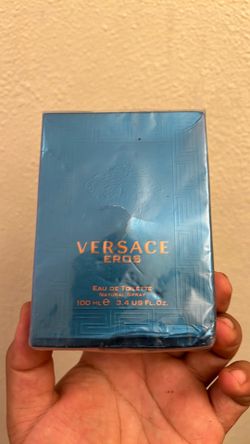 VERSACE
EROS
EAU DE TOILETTE
NATURAL SPRAY
100 ML ℮ 3.4 US FL.OZ.